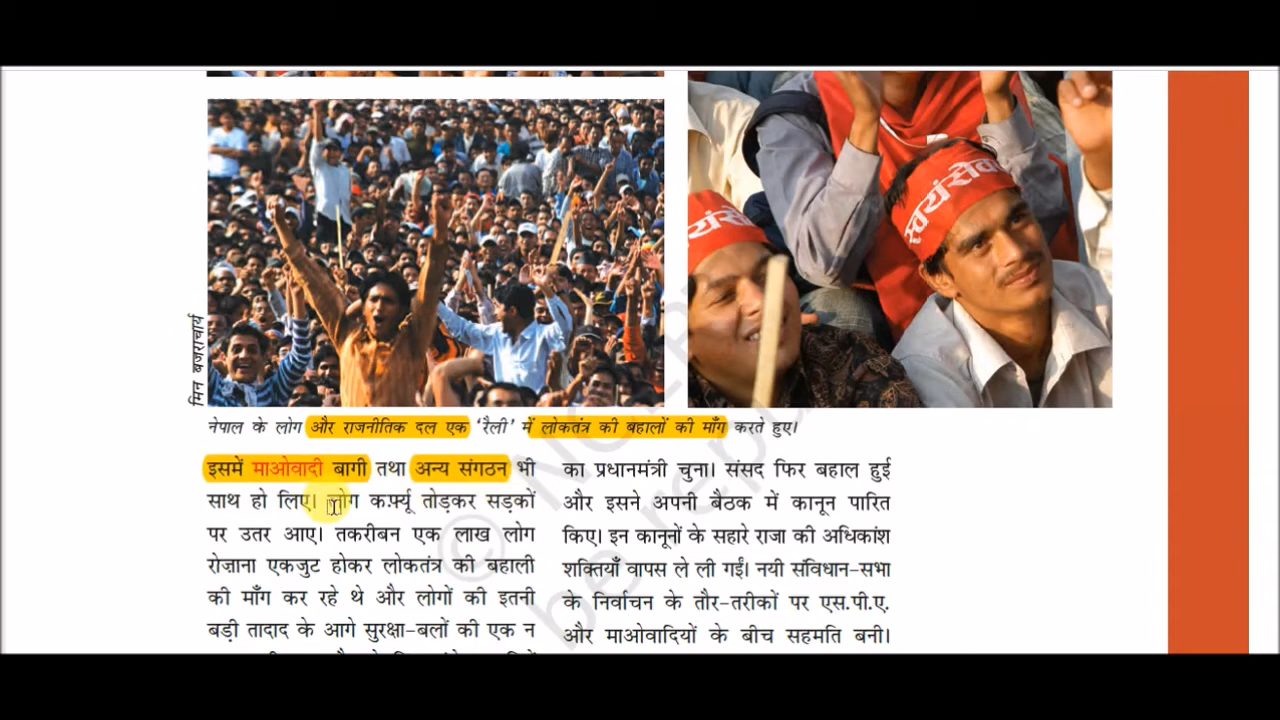 स्वयंसेव
यंसे
मिन बजराचार्य
नेपाल के लोग और राजनीतिक दल एक ‘रैली’ में लोकतंत्र की बहालों की माँग करते हुए।
इसमें माओवादी बागी तथा अन्य संगठन भी
साथ हो लिए। लोग कर्फ़्यू तोड़कर सड़कों
पर उतर आए। तकरीबन एक लाख लोग
रोज़ाना एकजुट होकर लोकतंत्र की बहाली
की माँग कर रहे थे और लोगों की इतनी
बड़ी तादाद के आगे सुरक्षा-बलों की एक न
का प्रधानमंत्री चुना। संसद फिर बहाल हुई
और इसने अपनी बैठक में कानून पारित
किए। इन कानूनों के सहारे राजा की अधिकांश
शक्तियाँ वापस ले ली गईं। नयी संविधान-सभा
के निर्वाचन के तौर-तरीकों पर एस.पी.ए.
और माओवादियों के बीच सहमति बनी।
© NCER
be rep